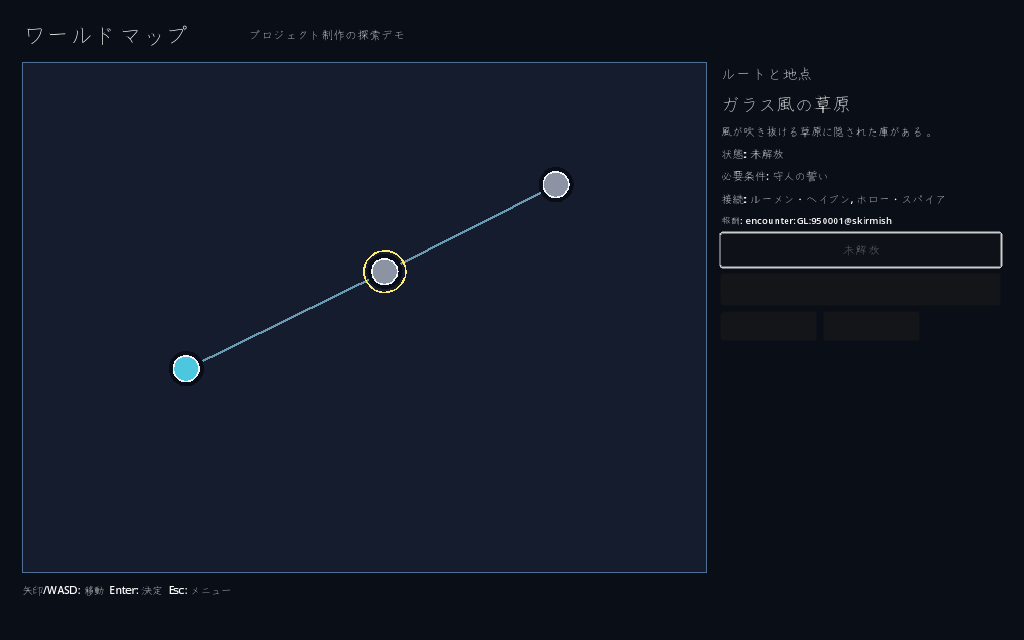 ワールドマップ
プロジェクト制作の探索デモ
ルートと地点
ガラス風の草原
風が吹き抜ける草原に隠された庫がある。
状態: 未解放
必要条件: 守人の誓い
接続: ルーメン・ヘイブン, ホロー・スパイア
報酬: encounter:GL:950001@skirmish
未解放
矢印/WASD: 移動 Enter: 決定 Esc: メニュー